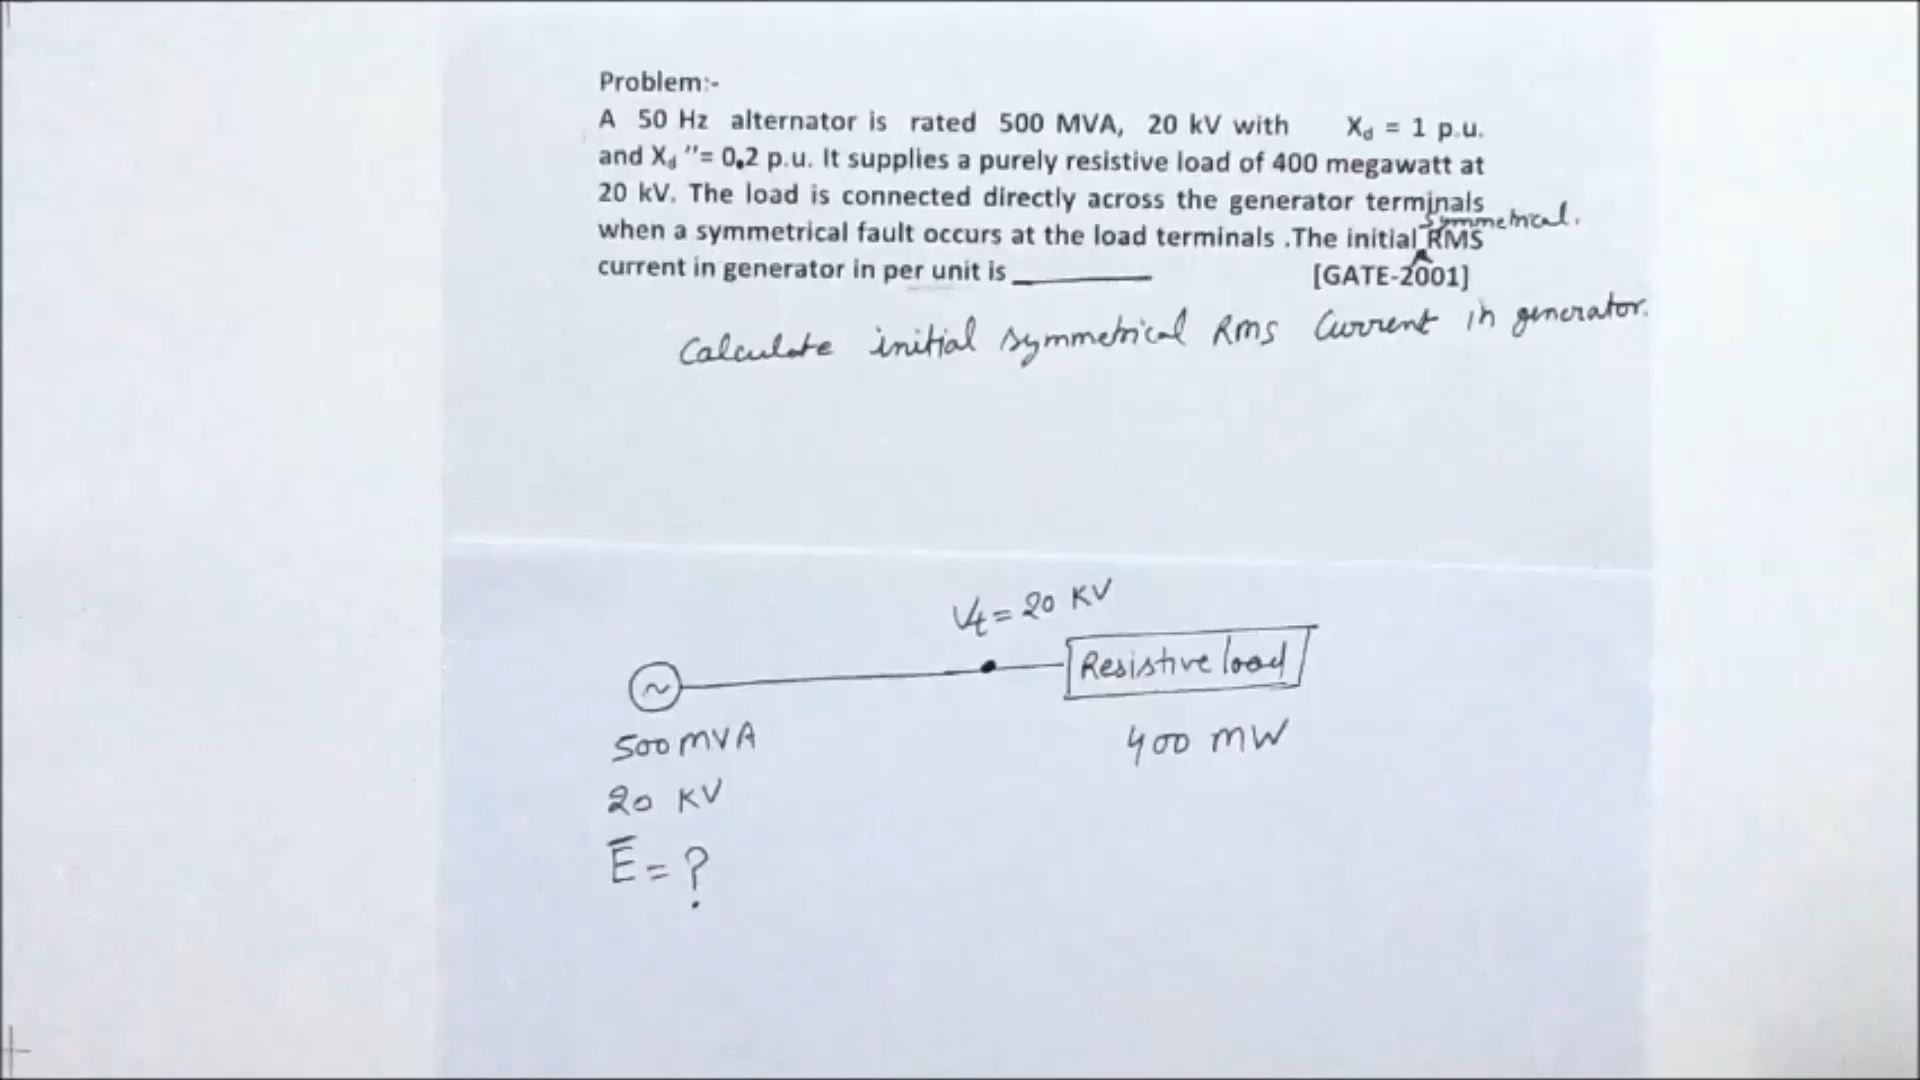 Problem:-
A 50 Hz alternator is rated 500 MVA, 20 kV with Xd = 1 p.u.
and Xd ''= 0.2 p.u. It supplies a purely resistive load of 400 megawatt at
20 kV. The load is connected directly across the generator terminals
symmetrical.
when a symmetrical fault occurs at the load terminals .The initial RMS
current in generator in per unit is ________ [GATE-2001]
Calculate initial symmetrical RMS Current in generator.
Vt = 20 KV
Resistive load
500 MVA
400 MW
20 KV
Ē = ?